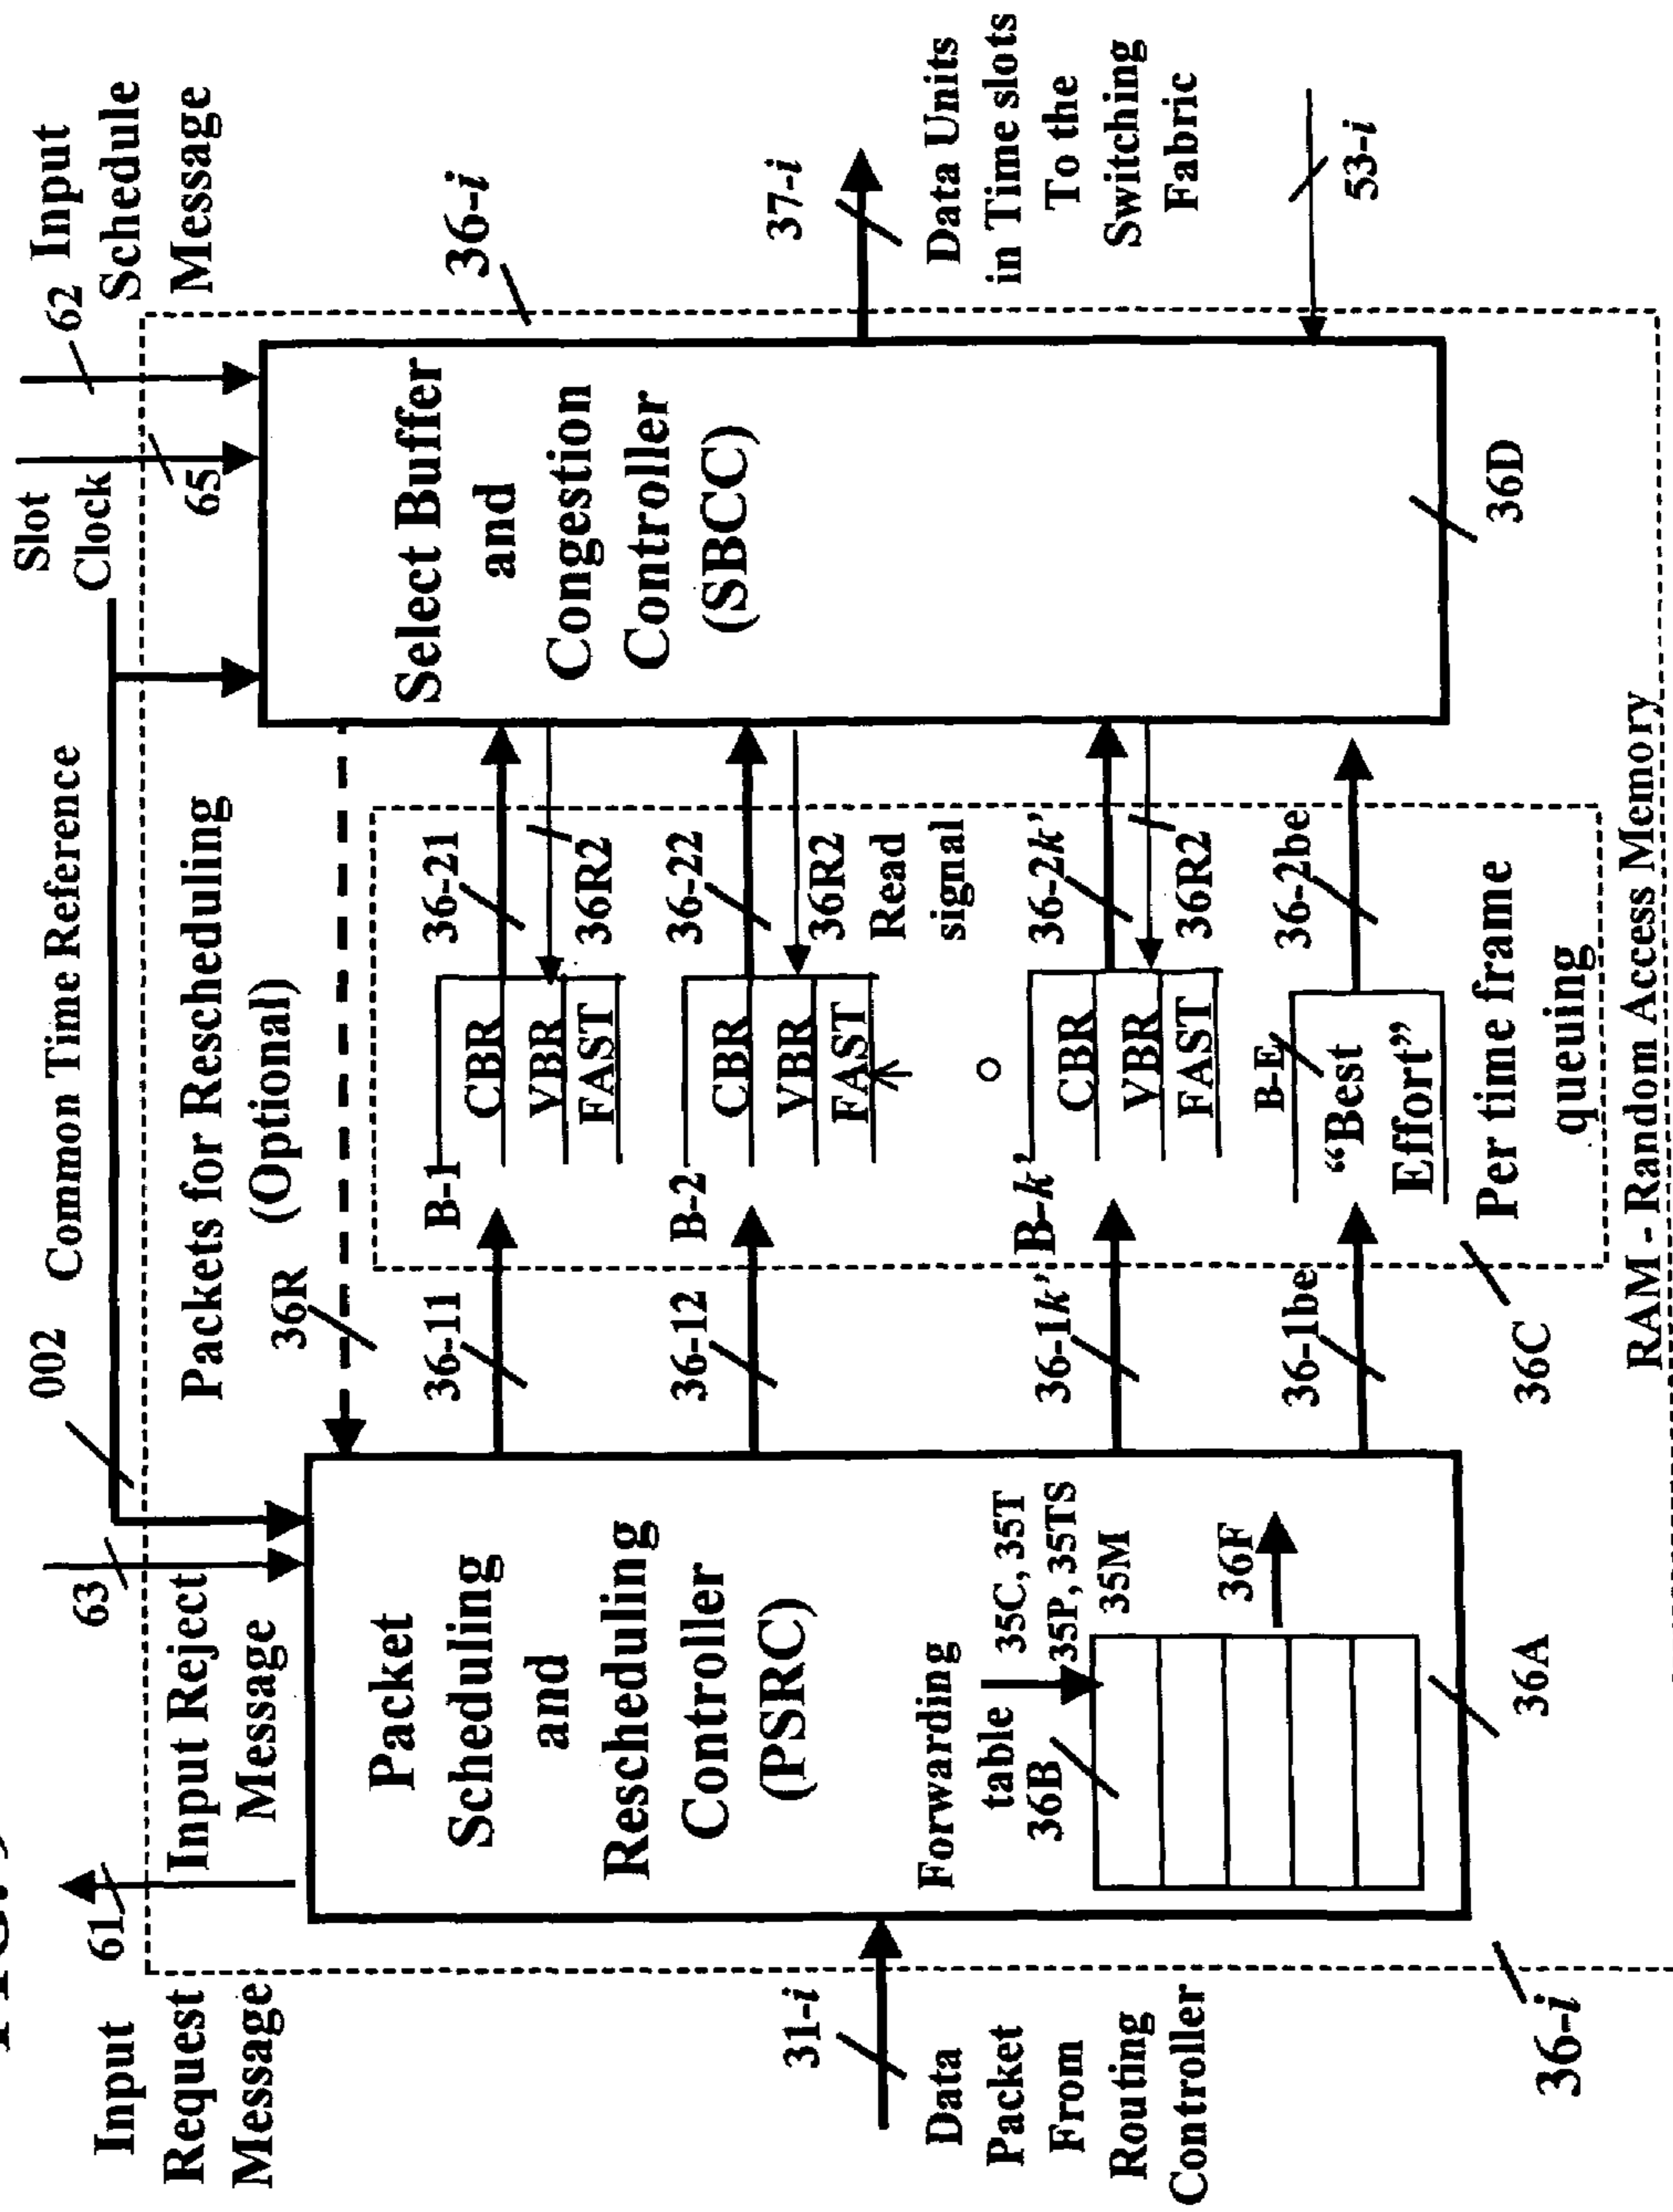 002 Common Time Reference
Slot
Clock
65
62 Input
Schedule
Message
Input
Request
Message
61
Input Reject
Message
63
Packets for Rescheduling
(Optional)
36R
36-i
Packet
Scheduling
and
Rescheduling
Controller
(PSRC)
Forwarding
table
36B
35C, 35T
35P, 35TS
35M
36F
36A
31-i
Data
Packet
From
Routing
Controller
36-i
36-11
B-1
CBR
VBR
FAST
36-21
36R2
36-12
B-2
CBR
VBR
FAST
36-22
36R2
Read
signal
36-1k'
B-k'
CBR
VBR
FAST
36-2k'
36R2
36-1be
B-E
“Best
Effort”
36-2be
Per time frame
queuing
36C
RAM - Random Access Memory
Select Buffer
and
Congestion
Controller
(SBCC)
36D
37-i
Data Units
in Time slots
To the
Switching
Fabric
53-i